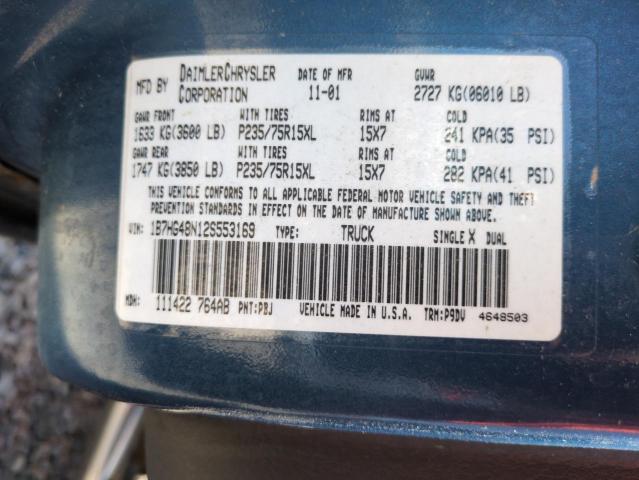 MFD BY DAIMLERCHRYSLER CORPORATION DATE OF MFR 11-01 GVWR 2727 KG(06010 LB)
GAWR FRONT WITH TIRES RIMS AT COLD
1633 KG(3600 LB) P235/75R15XL 15X7 241 KPA(35 PSI)
GAWR REAR WITH TIRES RIMS AT COLD
1747 KG(3850 LB) P235/75R15XL 15X7 282 KPA(41 PSI)
THIS VEHICLE CONFORMS TO ALL APPLICABLE FEDERAL MOTOR VEHICLE SAFETY AND THEFT
PREVENTION STANDARDS IN EFFECT ON THE DATE OF MANUFACTURE SHOWN ABOVE.
VIN: 1B7HG48N12S553169 TYPE: TRUCK SINGLE X DUAL
MDH: 111422 764AB PNT:PBJ VEHICLE MADE IN U.S.A. TRM:P9DV 4648503